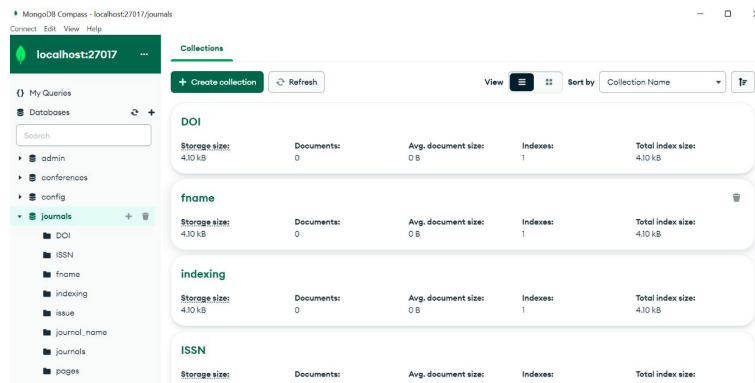 MongoDB Compass - localhost:27017/journals
Connect Edit View Help
localhost:27017 ...
{} My Queries
Databases
Search
admin
conferences
config
journals
DOI
ISSN
fname
indexing
issue
journal_name
journals
pages
Collections
+ Create collection Refresh View Sort by Collection Name
DOI
Storage size: Documents: Avg. document size: Indexes: Total index size:
4.10 kB 0 0 B 1 4.10 kB
fname
Storage size: Documents: Avg. document size: Indexes: Total index size:
4.10 kB 0 0 B 1 4.10 kB
indexing
Storage size: Documents: Avg. document size: Indexes: Total index size:
4.10 kB 0 0 B 1 4.10 kB
ISSN
Storage size: Documents: Avg. document size: Indexes: Total index size: